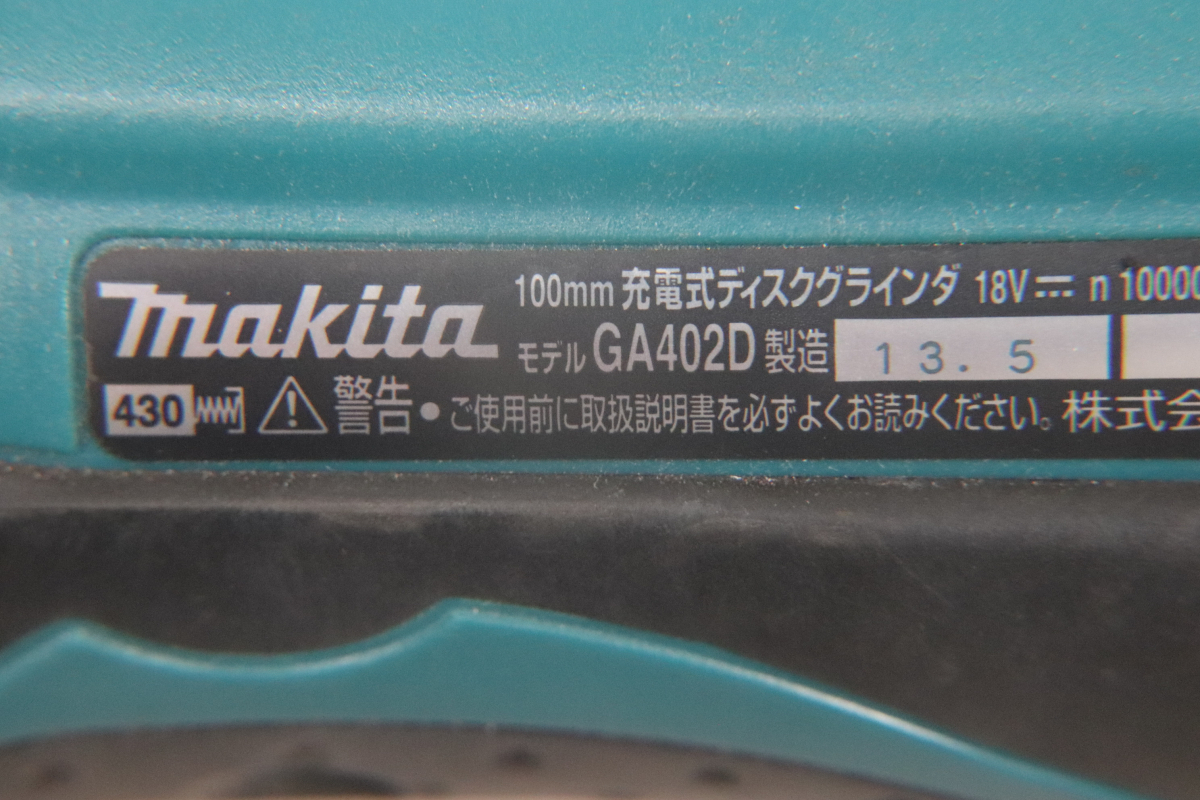 makita
100mm 充電式ディスクグラインダ 18V⎓ n 10000
モデル GA402D 製造 13.5
430 警告 ● ご使用前に取扱説明書を必ずよくお読みください。 株式会